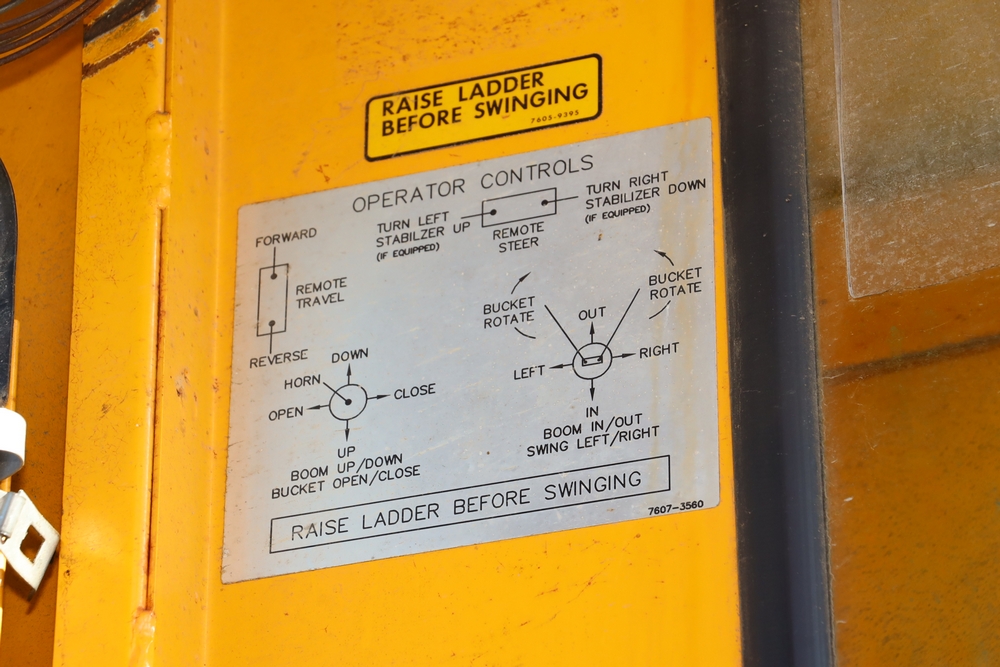 RAISE LADDER
BEFORE SWINGING
7605-9395
OPERATOR CONTROLS
TURN LEFT
STABILZER UP
(IF EQUIPPED)
TURN RIGHT
STABILIZER DOWN
(IF EQUIPPED)
REMOTE
STEER
FORWARD
REMOTE
TRAVEL
REVERSE
BUCKET
ROTATE
BUCKET
ROTATE
OUT
LEFT
RIGHT
IN
BOOM IN/OUT
SWING LEFT/RIGHT
DOWN
HORN
OPEN
CLOSE
UP
BOOM UP/DOWN
BUCKET OPEN/CLOSE
RAISE LADDER BEFORE SWINGING
7607-3560